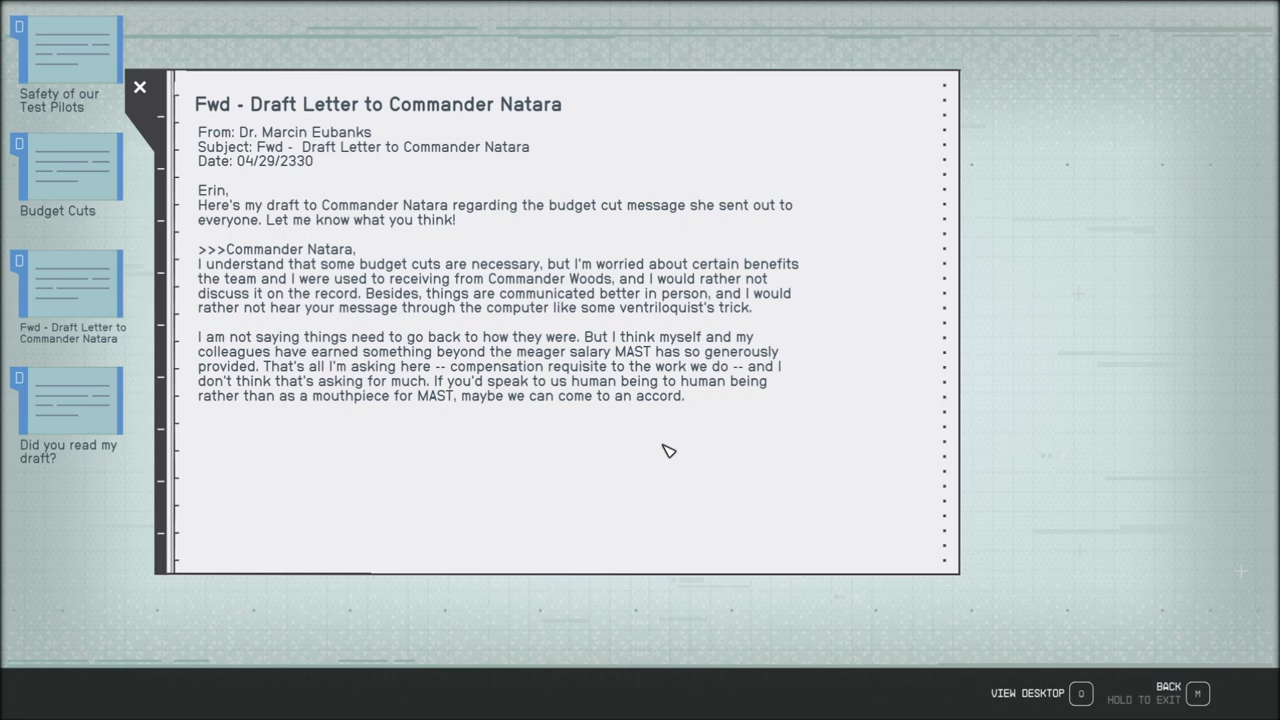 Safety of our
Test Pilots
Budget Cuts
Fwd - Draft Letter to
Commander Natara
Did you read my
draft?
Fwd - Draft Letter to Commander Natara
From: Dr. Marcin Eubanks
Subject: Fwd -  Draft Letter to Commander Natara
Date: 04/29/2330
Erin,
Here's my draft to Commander Natara regarding the budget cut message she sent out to
everyone. Let me know what you think!
>>>Commander Natara,
I understand that some budget cuts are necessary, but I'm worried about certain benefits
the team and I were used to receiving from Commander Woods, and I would rather not
discuss it on the record. Besides, things are communicated better in person, and I would
rather not hear your message through the computer like some ventriloquist's trick.
I am not saying things need to go back to how they were. But I think myself and my
colleagues have earned something beyond the meager salary MAST has so generously
provided. That's all I'm asking here -- compensation requisite to the work we do -- and I
don't think that's asking for much. If you'd speak to us human being to human being
rather than as a mouthpiece for MAST, maybe we can come to an accord.
VIEW DESKTOP Q
BACK
HOLD TO EXIT M